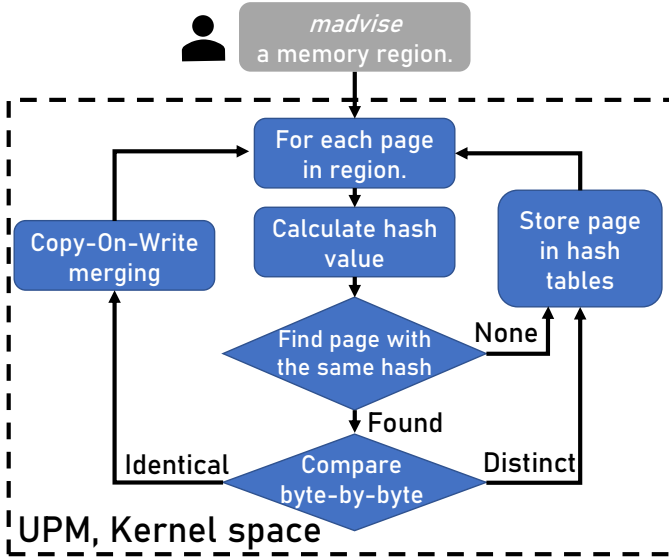 madvise
a memory region.
For each page
in region.
Calculate hash
value
Copy-On-Write
merging
Store page
in hash
tables
Find page with
the same hash
None
Found
Identical
Compare
byte-by-byte
Distinct
UPM, Kernel space